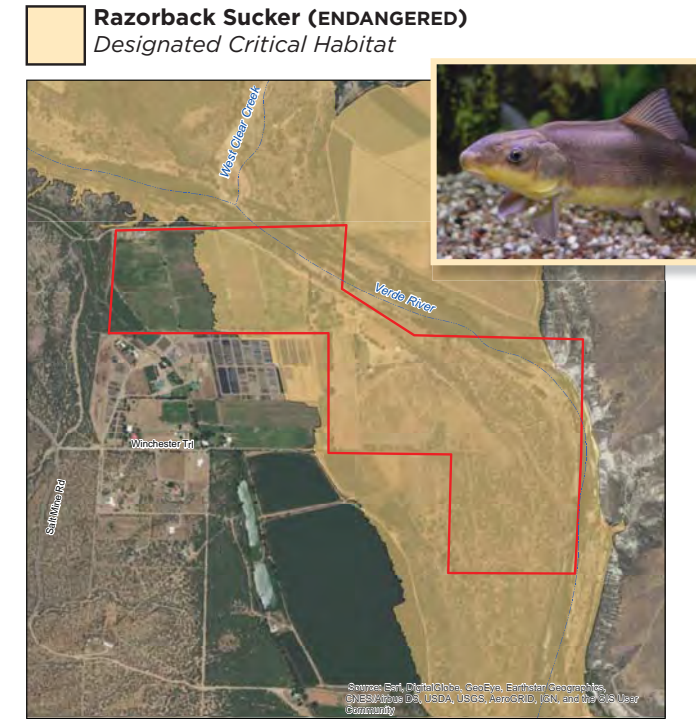 Razorback Sucker (ENDANGERED)
Designated Critical Habitat
West Clear Creek
Verde River
Winchester Trl
Salt Mine Rd
Source: Esri, DigitalGlobe, GeoEye, Earthstar Geographics,
CNES/Airbus DS, USDA, USGS, AeroGRID, IGN, and the GIS User
Community